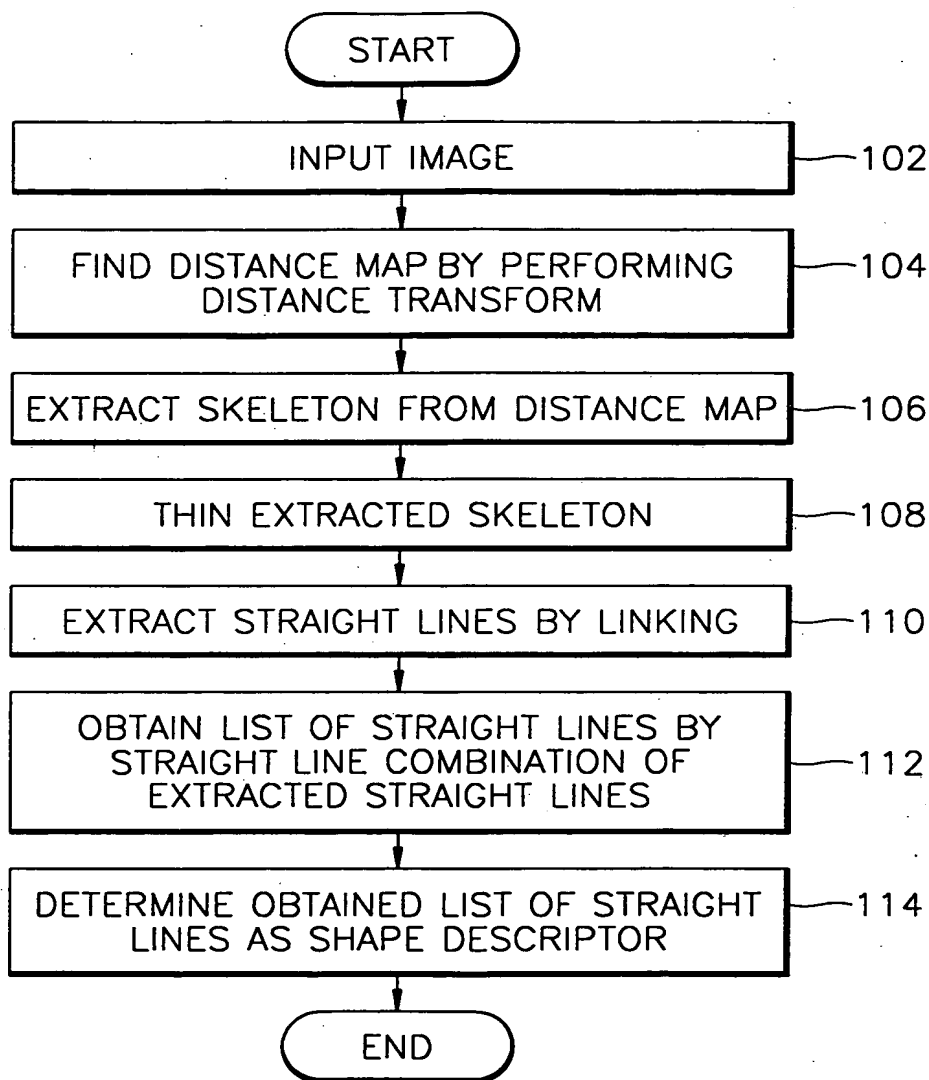 START
INPUT IMAGE
102
FIND DISTANCE MAP BY PERFORMING
DISTANCE TRANSFORM
104
EXTRACT SKELETON FROM DISTANCE MAP
106
THIN EXTRACTED SKELETON
108
EXTRACT STRAIGHT LINES BY LINKING
110
OBTAIN LIST OF STRAIGHT LINES BY
STRAIGHT LINE COMBINATION OF
EXTRACTED STRAIGHT LINES
112
DETERMINE OBTAINED LIST OF STRAIGHT
LINES AS SHAPE DESCRIPTOR
114
END